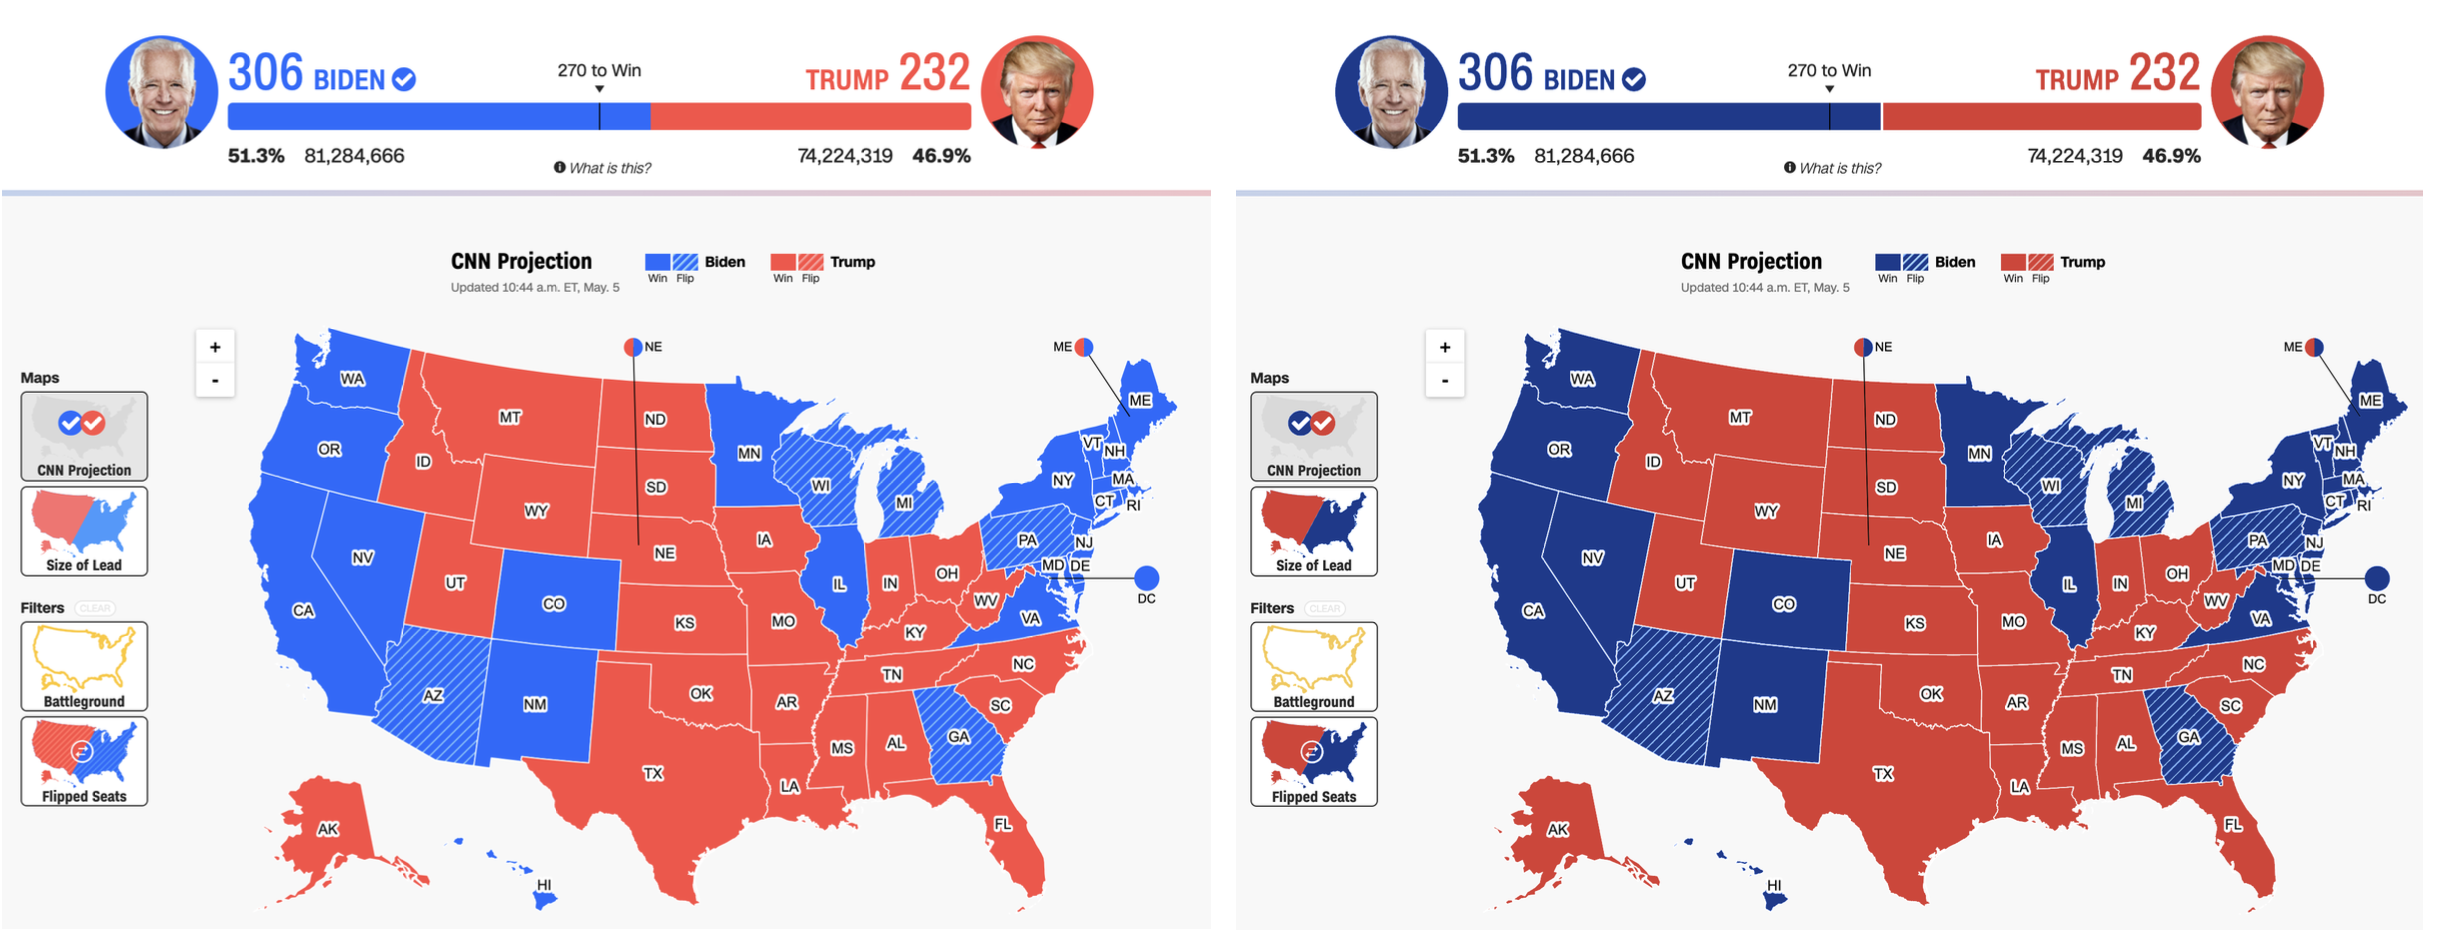 306 BIDEN
270 to Win
TRUMP 232
51.3% 81,284,666
What is this?
74,224,319 46.9%
CNN Projection
Updated 10:44 a.m. ET, May. 5
Win Flip
Biden
Win Flip
Trump
+
-
Maps
CNN Projection
Size of Lead
Filters CLEAR
Battleground
Flipped Seats
NE
ME
WA
MT
ND
ME
OR
ID
MN
VT
NH
WI
SD
NY
MA
MI
CT
RI
WY
NV
NE
IA
PA
NJ
UT
IL
IN
OH
MD
DE
DC
CO
CA
WV
KS
MO
KY
VA
AZ
NM
OK
TN
NC
AR
SC
TX
MS
AL
GA
LA
AK
FL
HI
306 BIDEN
270 to Win
TRUMP 232
51.3% 81,284,666
What is this?
74,224,319 46.9%
CNN Projection
Updated 10:44 a.m. ET, May. 5
Win Flip
Biden
Win Flip
Trump
+
-
Maps
CNN Projection
Size of Lead
Filters CLEAR
Battleground
Flipped Seats
NE
ME
WA
MT
ND
ME
OR
ID
MN
VT
NH
WI
SD
NY
MA
MI
CT
RI
WY
NV
NE
IA
PA
NJ
UT
IL
IN
OH
MD
DE
DC
CO
CA
WV
KS
MO
KY
VA
AZ
NM
OK
TN
NC
AR
SC
TX
MS
AL
GA
LA
AK
FL
HI